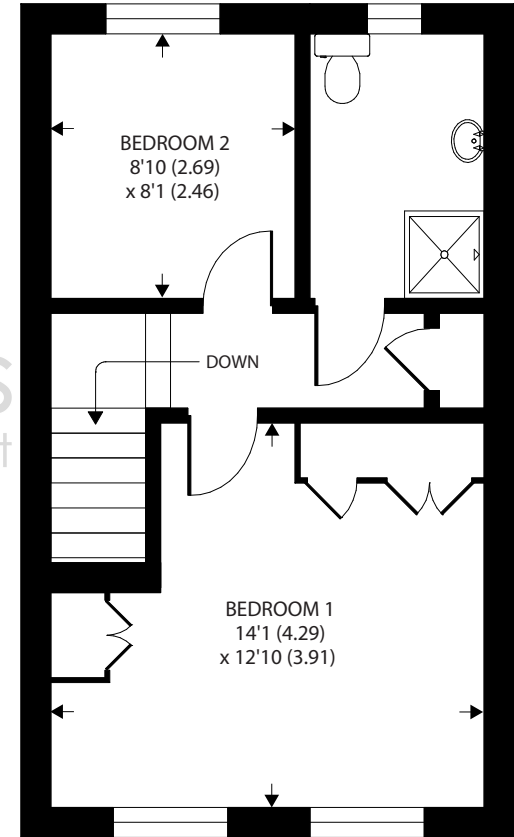 BEDROOM 2
8'10 (2.69)
x 8'1 (2.46)
DOWN
BEDROOM 1
14'1 (4.29)
x 12'10 (3.91)